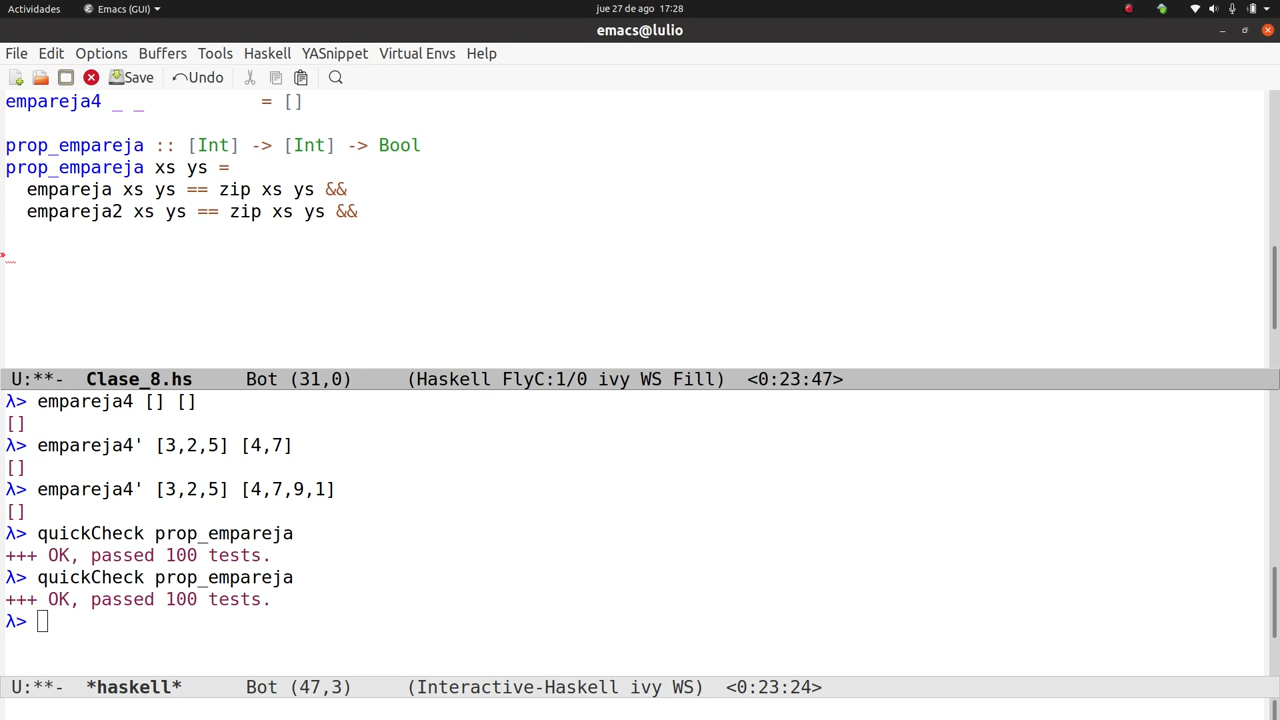 Actividades Emacs (GUI) jue 27 de ago 17:28
emacs@lulio
File Edit Options Buffers Tools Haskell YASnippet Virtual Envs Help
Save Undo
empareja4 _ _ = []
prop_empareja :: [Int] -> [Int] -> Bool
prop_empareja xs ys =
empareja xs ys == zip xs ys &&
empareja2 xs ys == zip xs ys &&
U:**- Clase_8.hs Bot (31,0) (Haskell FlyC:1/0 ivy WS Fill) <0:23:47>
λ> empareja4 [] []
[]
λ> empareja4' [3,2,5] [4,7]
[]
λ> empareja4' [3,2,5] [4,7,9,1]
[]
λ> quickCheck prop_empareja
+++ OK, passed 100 tests.
λ> quickCheck prop_empareja
+++ OK, passed 100 tests.
λ>
U:**- *haskell* Bot (47,3) (Interactive-Haskell ivy WS) <0:23:24>